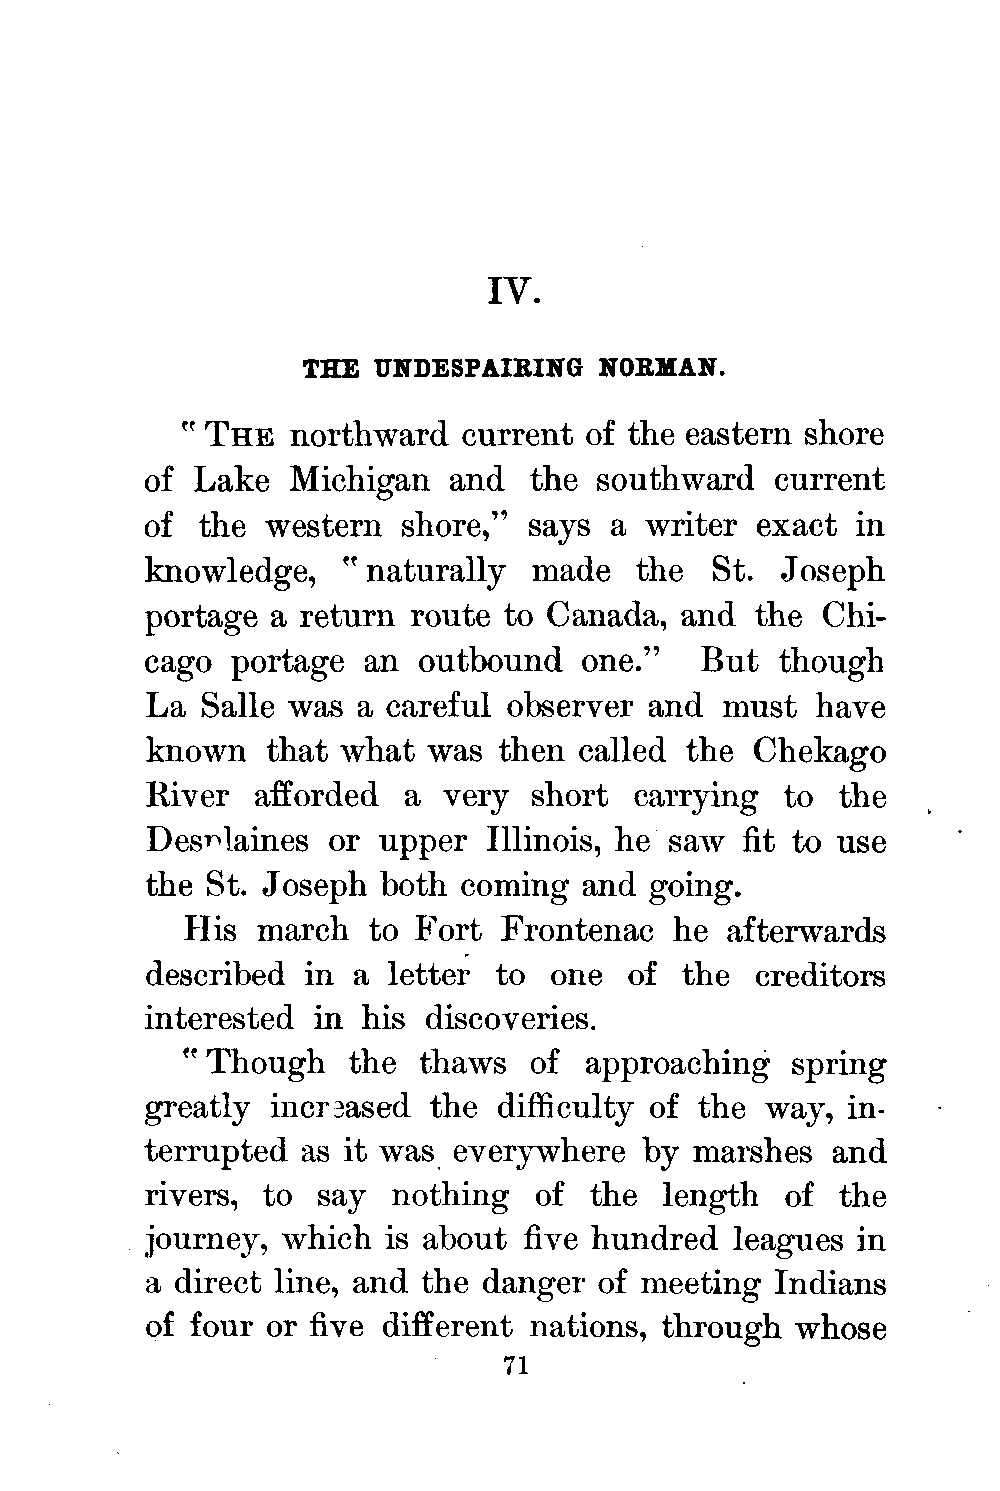 IV.
THE UNDESPAIRING NORMAN.
" THE northward current of the eastern shore
of Lake Michigan and the southward current
of the western shore," says a writer exact in
knowledge, "naturally made the St. Joseph
portage a return route to Canada, and the Chi-
cago portage an outbound one." But though
La Salle was a careful observer and must have
known that what was then called the Chekago
River afforded a very short carrying to the
Desplaines or upper Illinois, he saw fit to use
the St. Joseph both coming and going.
His march to Fort Frontenac he afterwards
described in a letter to one of the creditors
interested in his discoveries.
"Though the thaws of approaching spring
greatly increased the difficulty of the way, in-
terrupted as it was everywhere by marshes and
rivers, to say nothing of the length of the
journey, which is about five hundred leagues in
a direct line, and the danger of meeting Indians
of four or five different nations, through whose
71